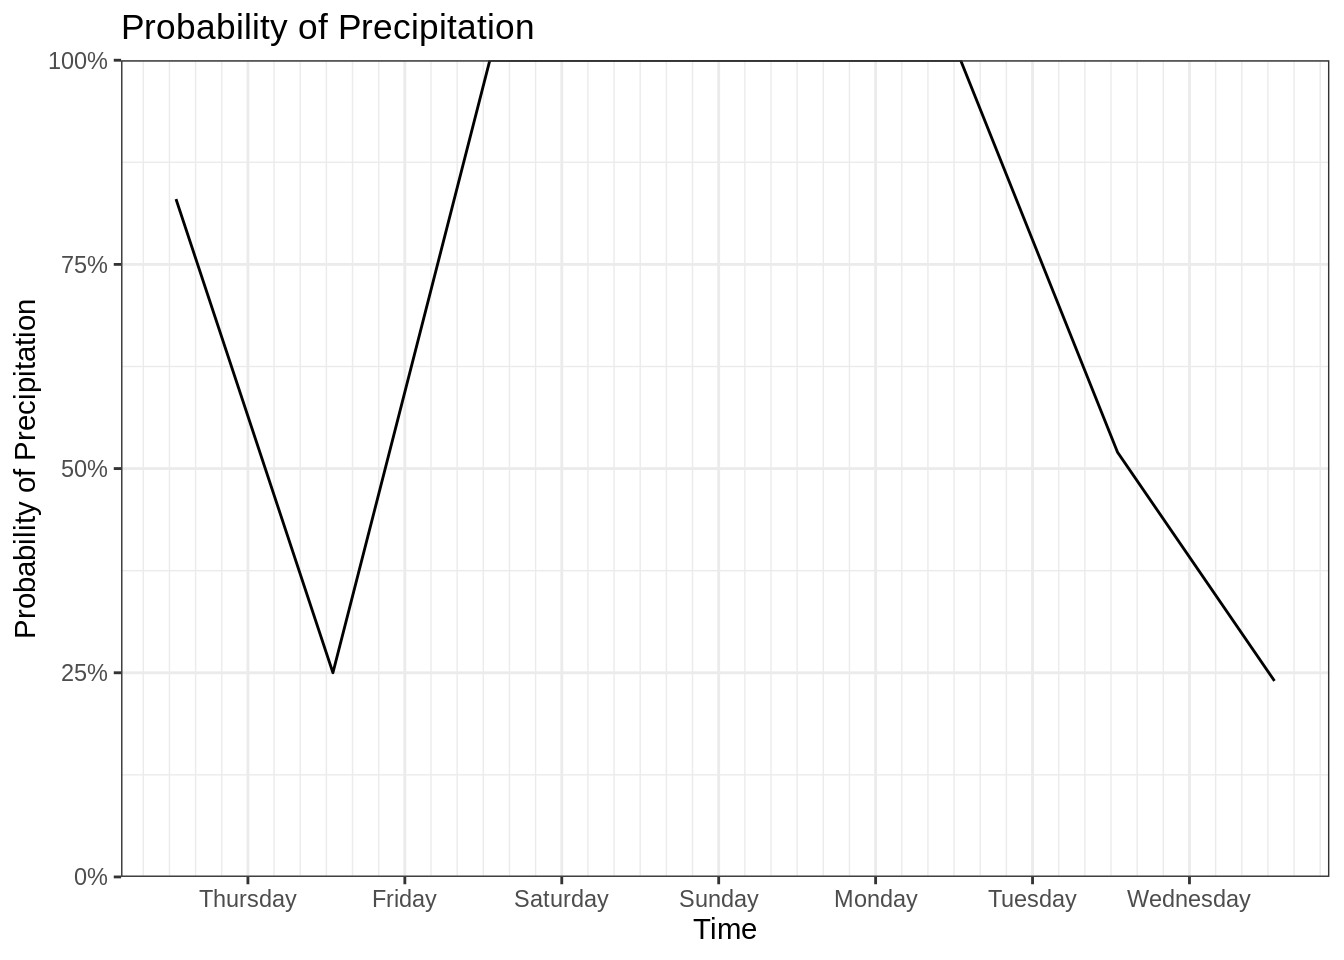 Probability of Precipitation
100%
75%
50%
25%
0%
Probability of Precipitation
Thursday Friday Saturday Sunday Monday Tuesday Wednesday
Time